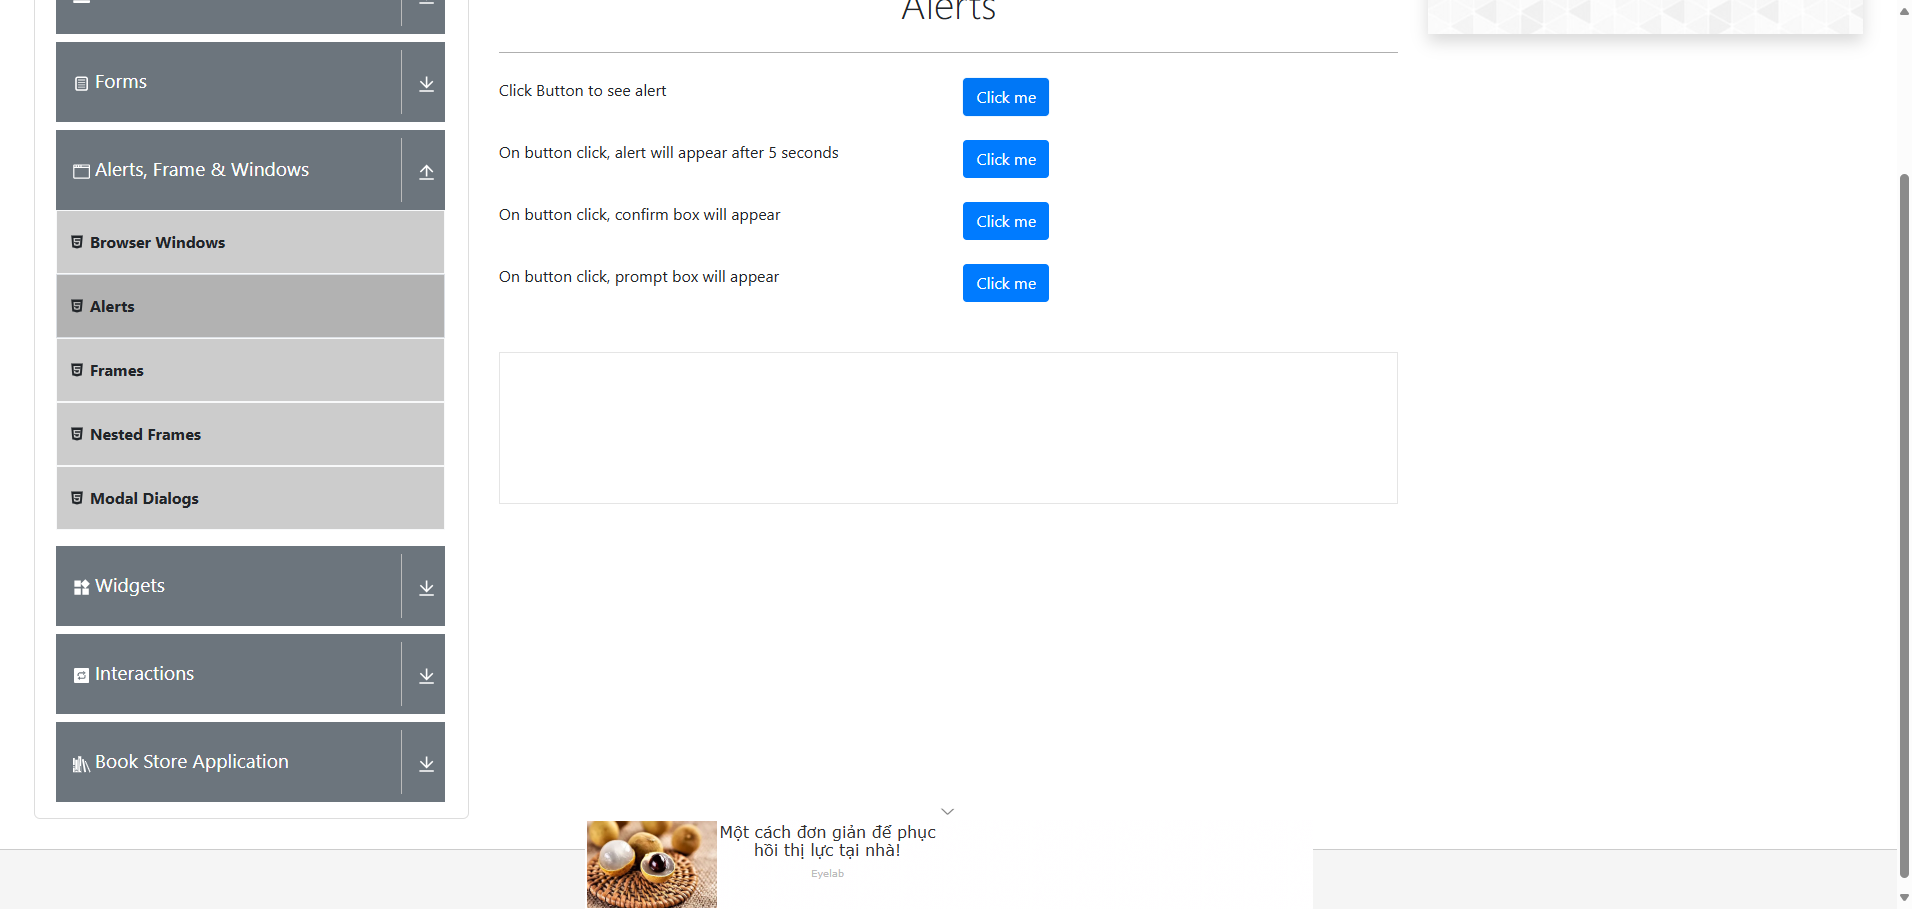 Alerts
Forms
Alerts, Frame & Windows
Browser Windows
Alerts
Frames
Nested Frames
Modal Dialogs
Widgets
Interactions
Book Store Application
Click Button to see alert
Click me
On button click, alert will appear after 5 seconds
Click me
On button click, confirm box will appear
Click me
On button click, prompt box will appear
Click me
Một cách đơn giản để phục
hồi thị lực tại nhà!
Eyelab